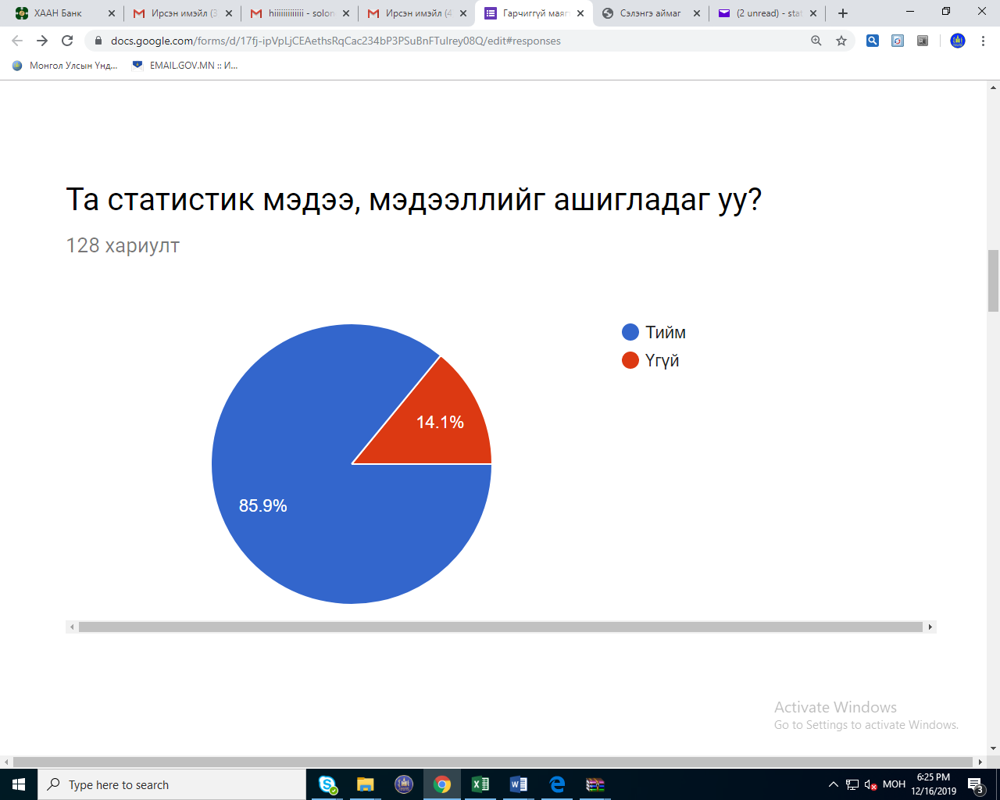 ХААН Банк
Ирсэн имэйл (3
hiiiiiiiiiiiii - solon
Ирсэн имэйл (4
Гарчиггүй маяг
Сэлэнгэ аймаг
(2 unread) - stat
docs.google.com/forms/d/17fj-ipVpLjCEAethsRqCac234bP3PSuBnFTuIrey08Q/edit#responses
Монгол Улсын Үнд...
EMAIL.GOV.MN :: И...
Та статистик мэдээ, мэдээллийг ашигладаг уу?
128 хариулт
Тийм
Үгүй
14.1%
85.9%
Activate Windows
Go to Settings to activate Windows.
Type here to search
МОН
6:25 PM
12/16/2019
3